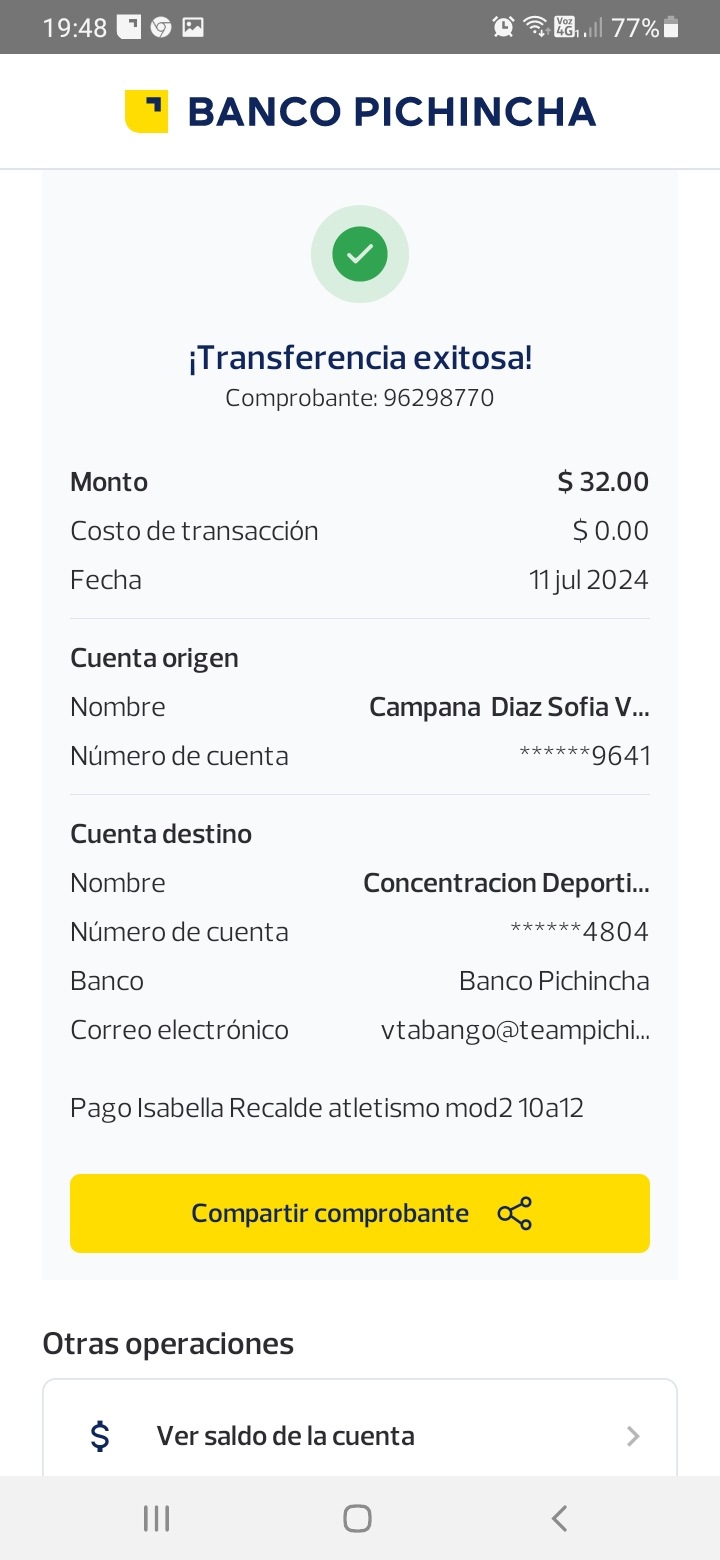 19:48 Voz 4G 77%
BANCO PICHINCHA
¡Transferencia exitosa!
Comprobante: 96298770
Monto $ 32.00
Costo de transacción $ 0.00
Fecha 11 jul 2024
Cuenta origen
Nombre Campana Diaz Sofia V...
Número de cuenta ******9641
Cuenta destino
Nombre Concentracion Deporti...
Número de cuenta ******4804
Banco Banco Pichincha
Correo electrónico vtabango@teampichi...
Pago Isabella Recalde atletismo mod2 10a12
Compartir comprobante
Otras operaciones
$ Ver saldo de la cuenta